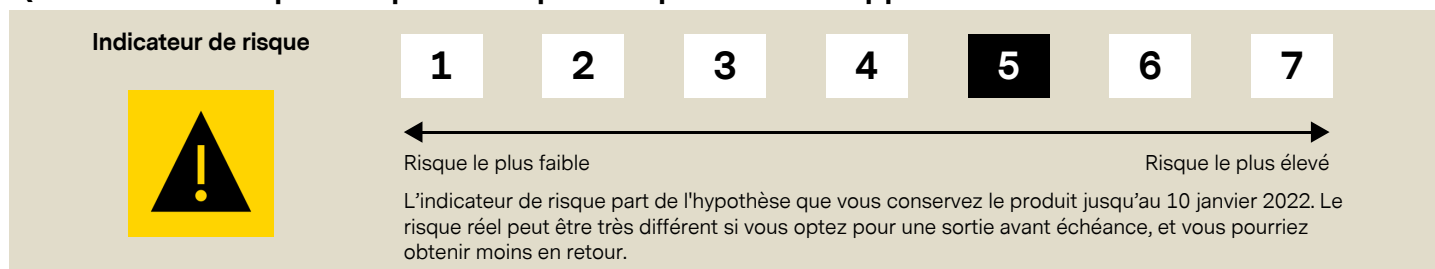 Indicateur de risque
1 2 3 4 5 6 7
Risque le plus faible Risque le plus élevé
L'indicateur de risque part de l'hypothèse que vous conservez le produit jusqu'au 10 janvier 2022. Le
risque réel peut être très différent si vous optez pour une sortie avant échéance, et vous pourriez
obtenir moins en retour.